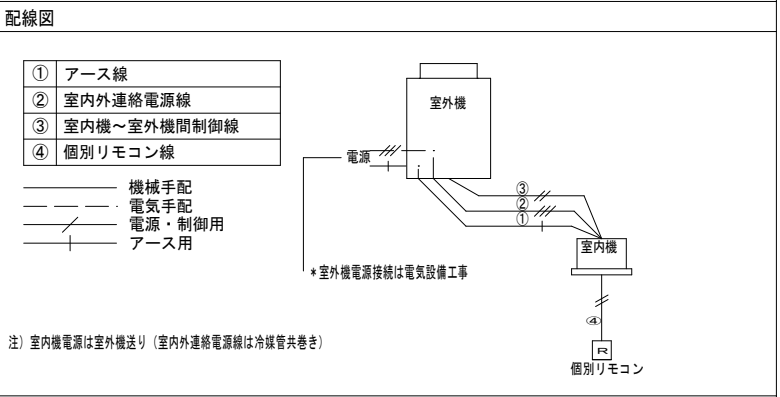 配線図
① アース線
② 室内外連絡電源線
③ 室内機～室外機間制御線
④ 個別リモコン線
機械手配
電気手配
電源・制御用
アース用
室外機
電源
③
②
①
室内機
＊室外機電源接続は電気設備工事
④
R
個別リモコン
注）室内機電源は室外機送り（室内外連絡電源線は冷媒管共巻き）